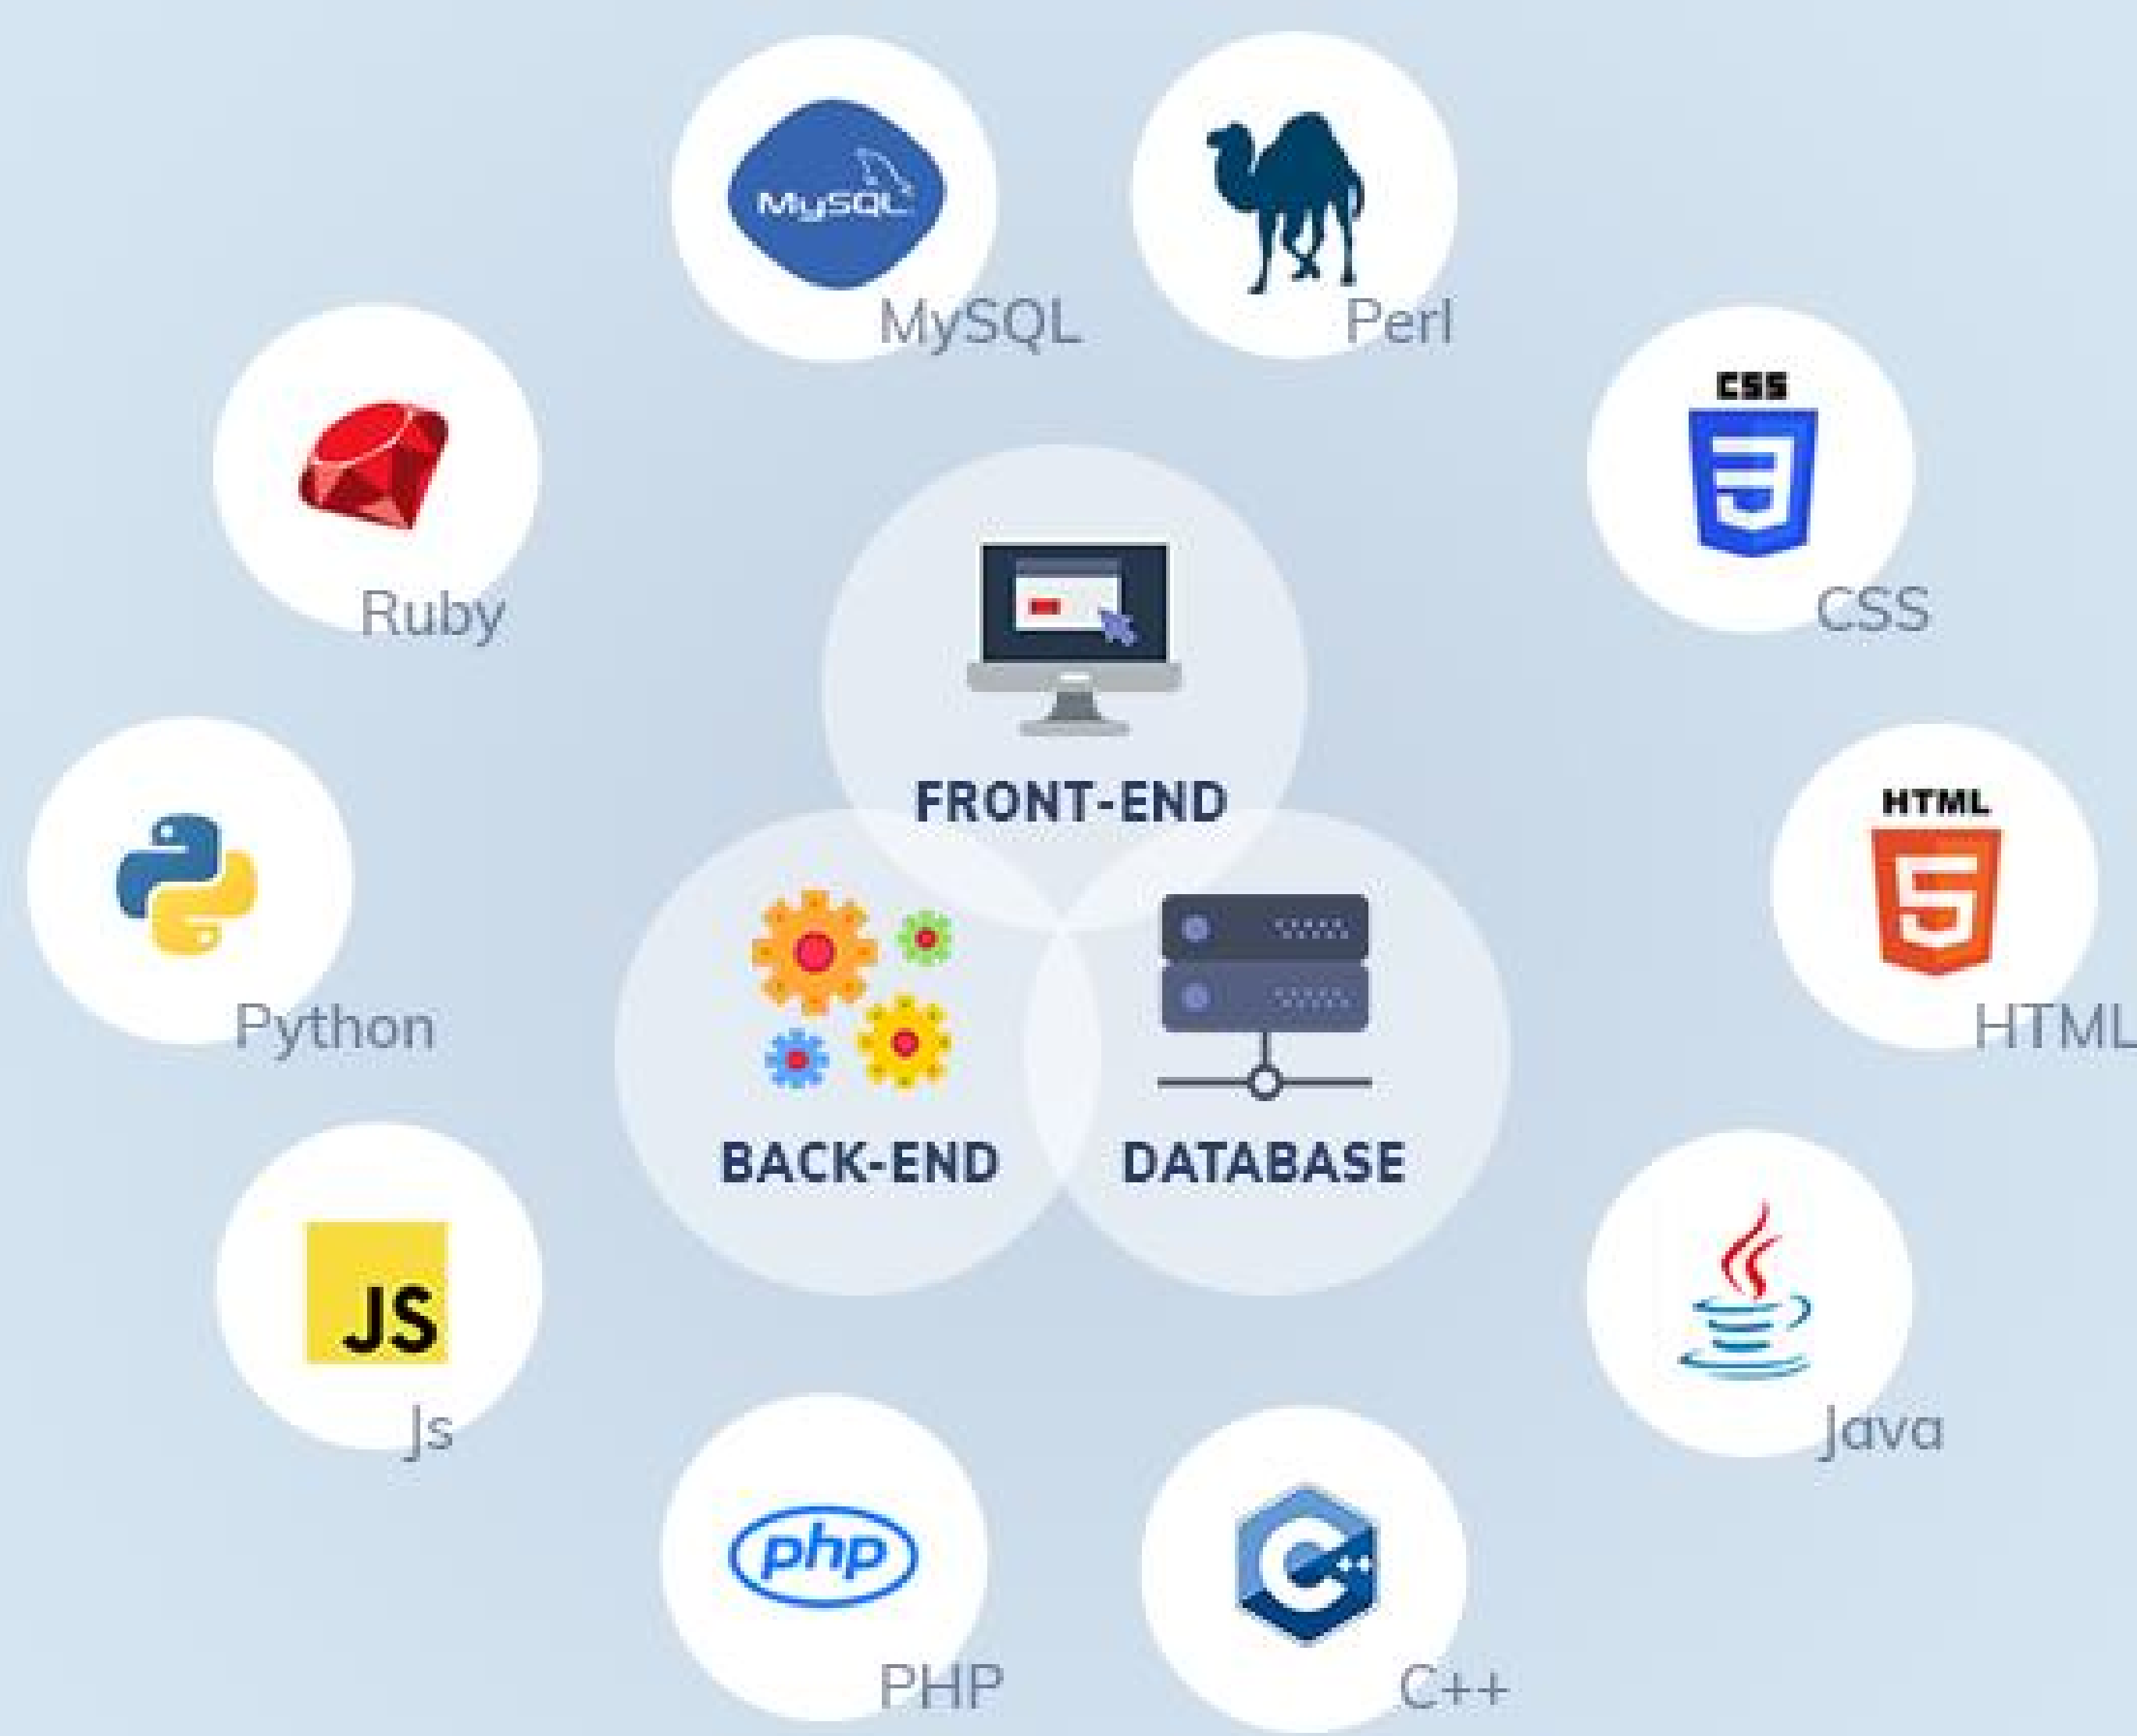 MySQL
MySQL
Perl
CSS
CSS
Ruby
FRONT-END
HTML
HTML
Python
BACK-END
DATABASE
JS
Js
Java
php
PHP
C++
C++